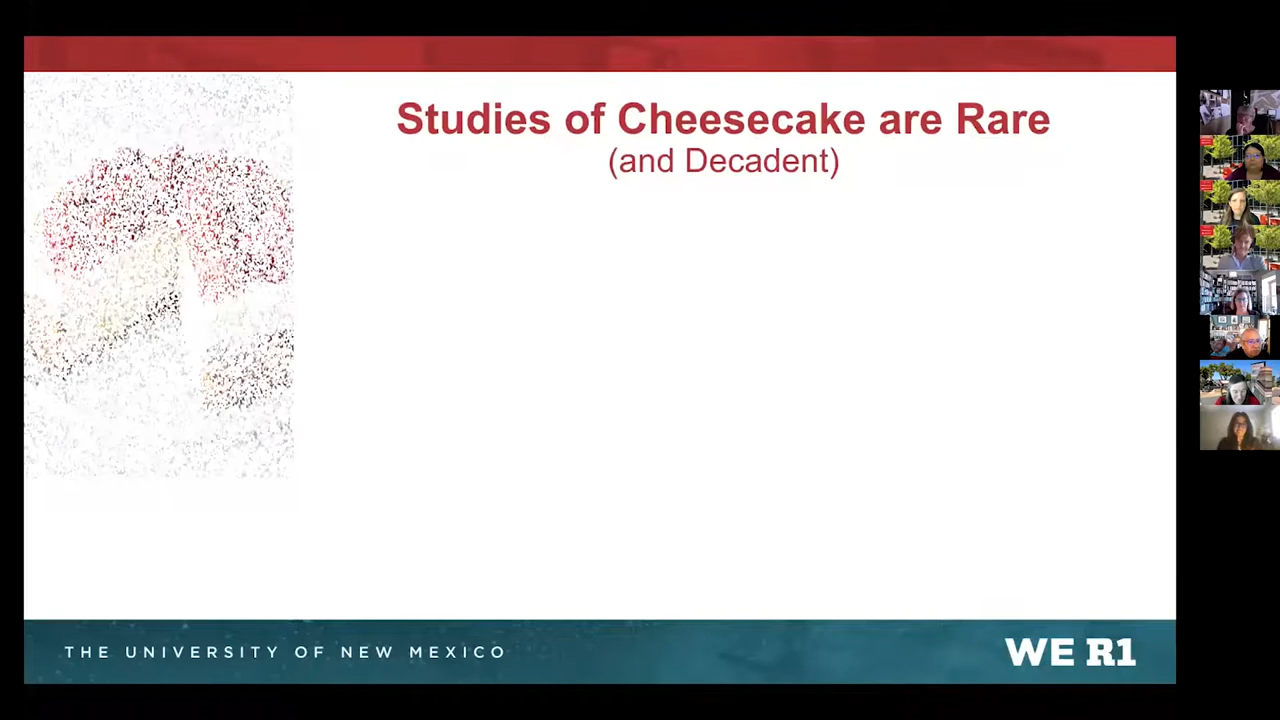 Studies of Cheesecake are Rare
(and Decadent)
THE UNIVERSITY OF NEW MEXICO
WE R1